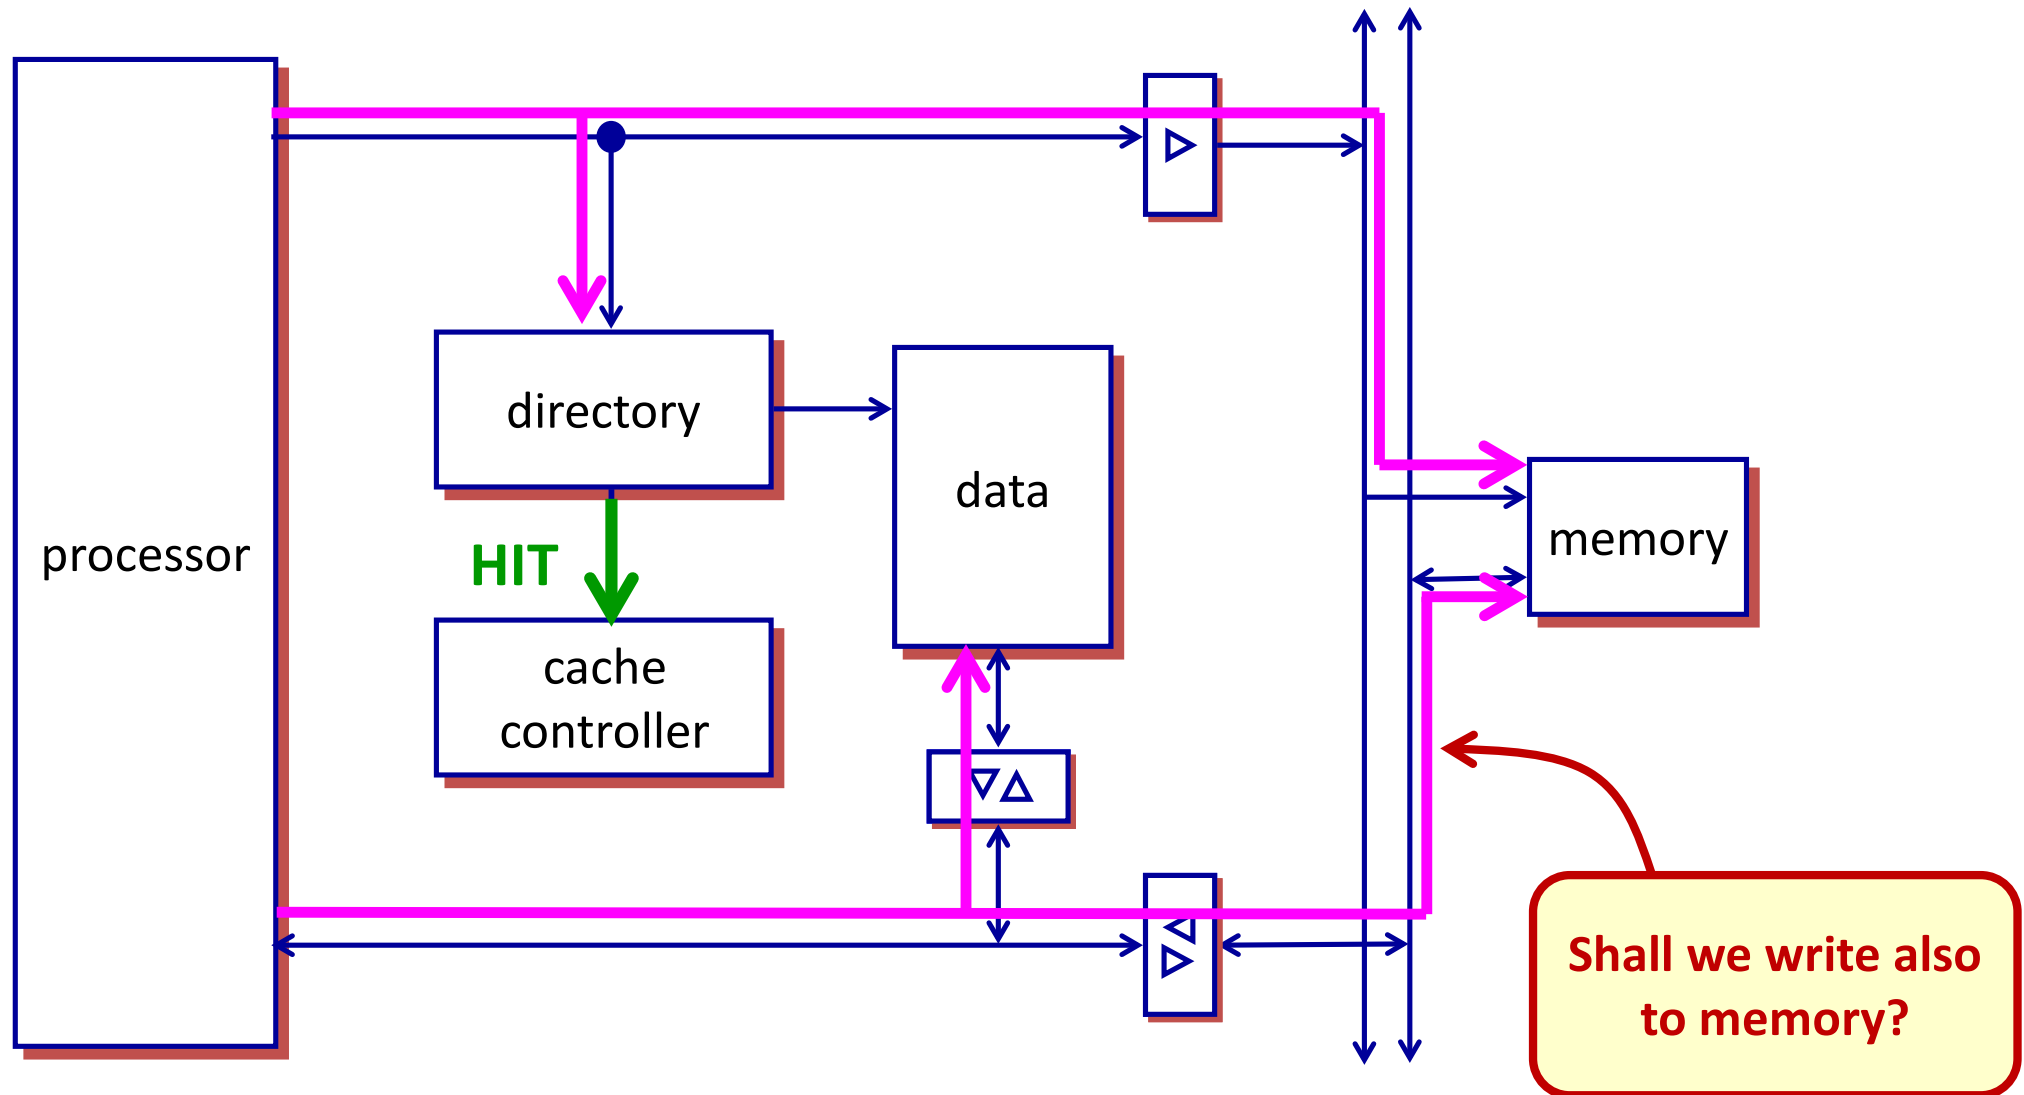 directory
data
processor
HIT
memory
cache
controller
Shall we write also
to memory?